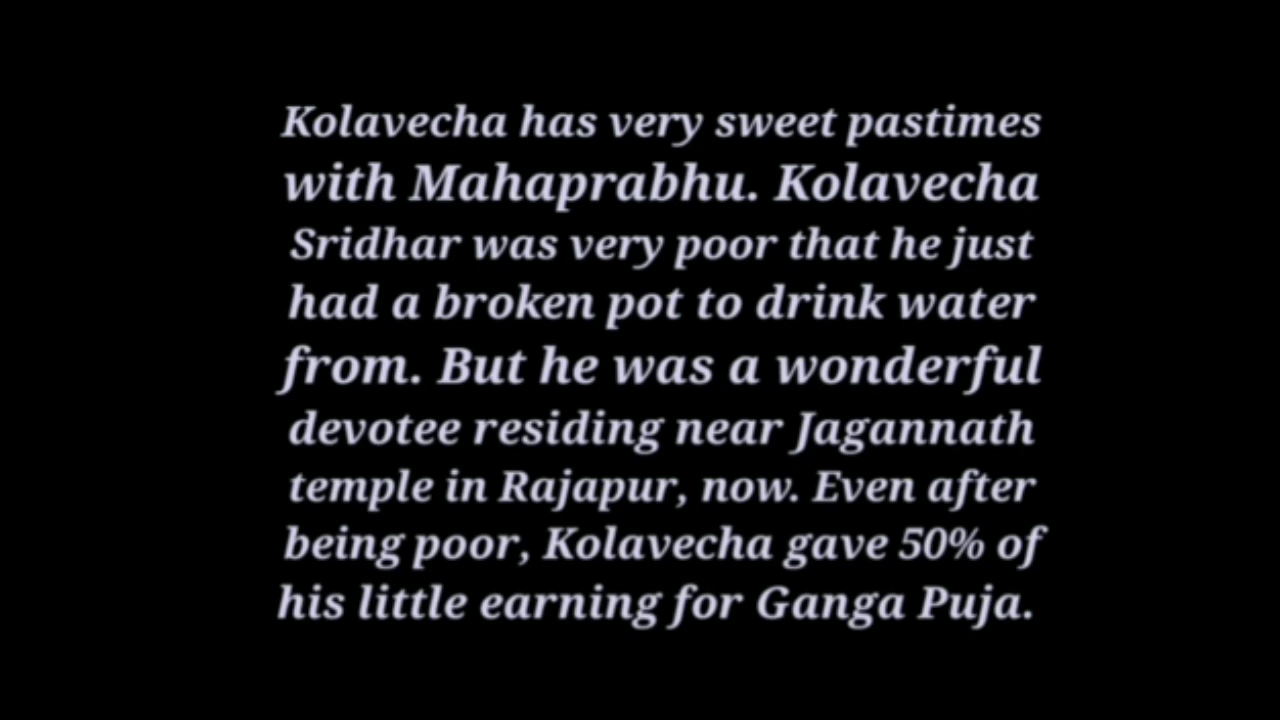 Kolavecha has very sweet pastimes
with Mahaprabhu. Kolavecha
Sridhar was very poor that he just
had a broken pot to drink water
from. But he was a wonderful
devotee residing near Jagannath
temple in Rajapur, now. Even after
being poor, Kolavecha gave 50% of
his little earning for Ganga Puja.